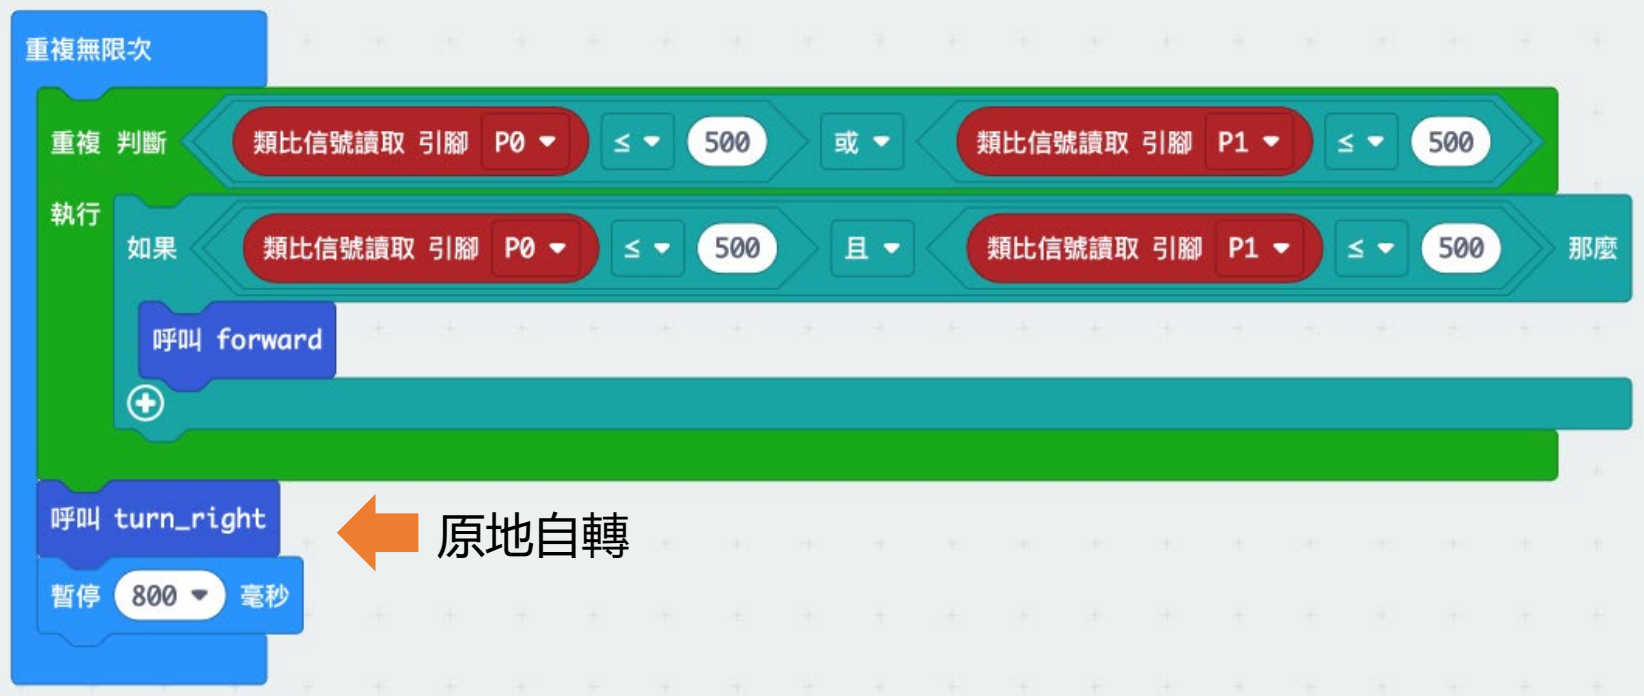 重複無限次
重複 判斷 類比信號讀取 引腳 P0 ≤ 500 或 類比信號讀取 引腳 P1 ≤ 500
執行
如果 類比信號讀取 引腳 P0 ≤ 500 且 類比信號讀取 引腳 P1 ≤ 500 那麼
呼叫 forward
呼叫 turn_right
原地自轉
暫停 800 毫秒